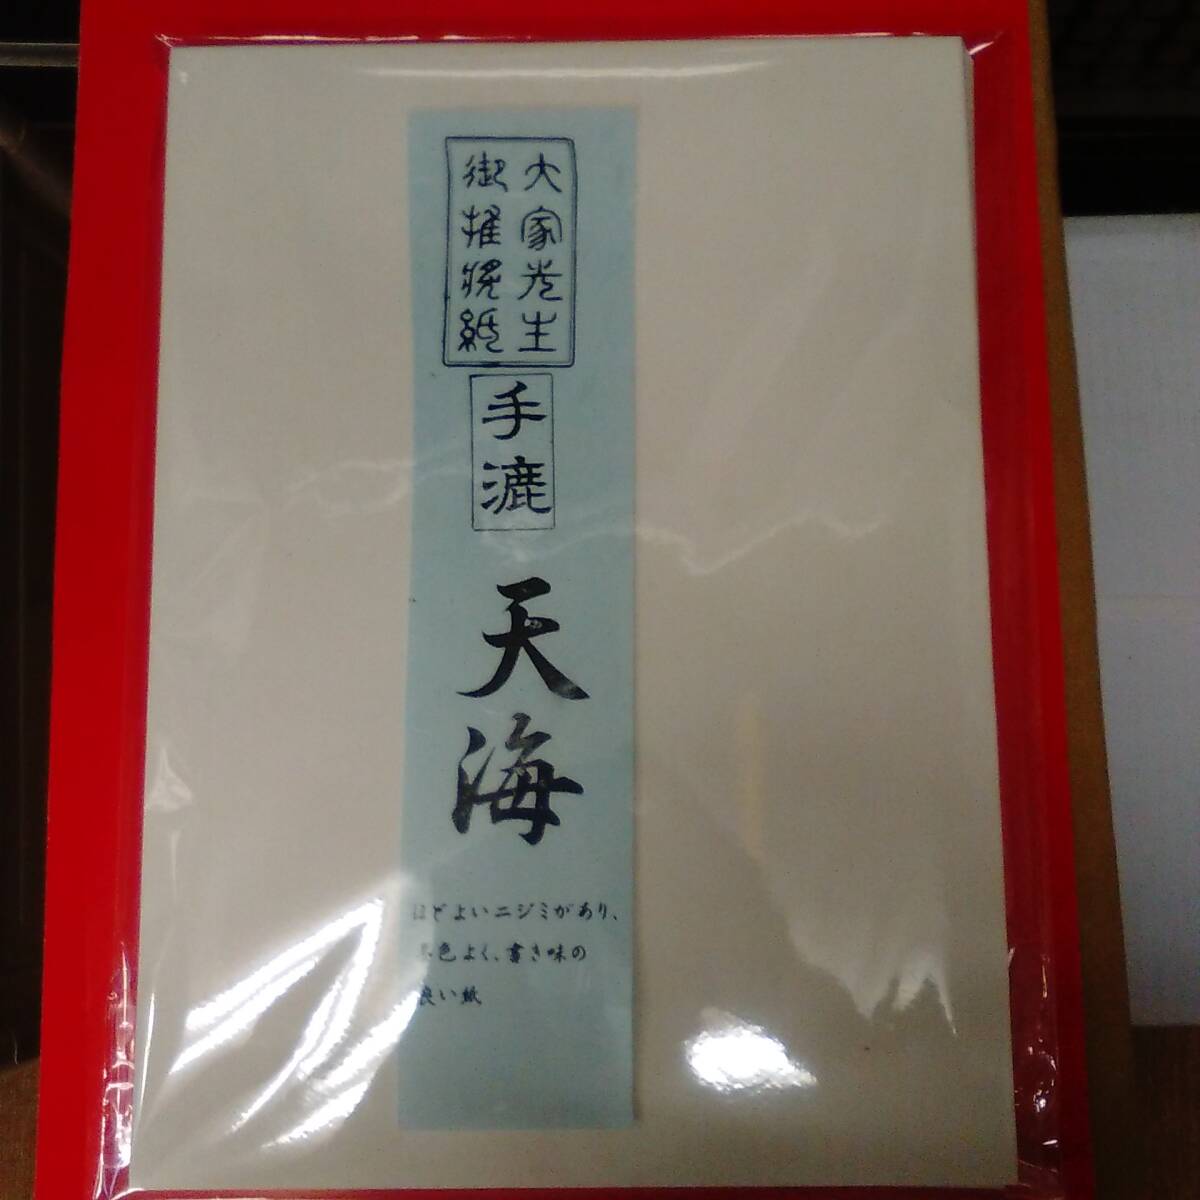 大家先生
御推奨紙
手漉
天海
ほどよいニジミがあり、
墨色よく、書き味の
良い紙